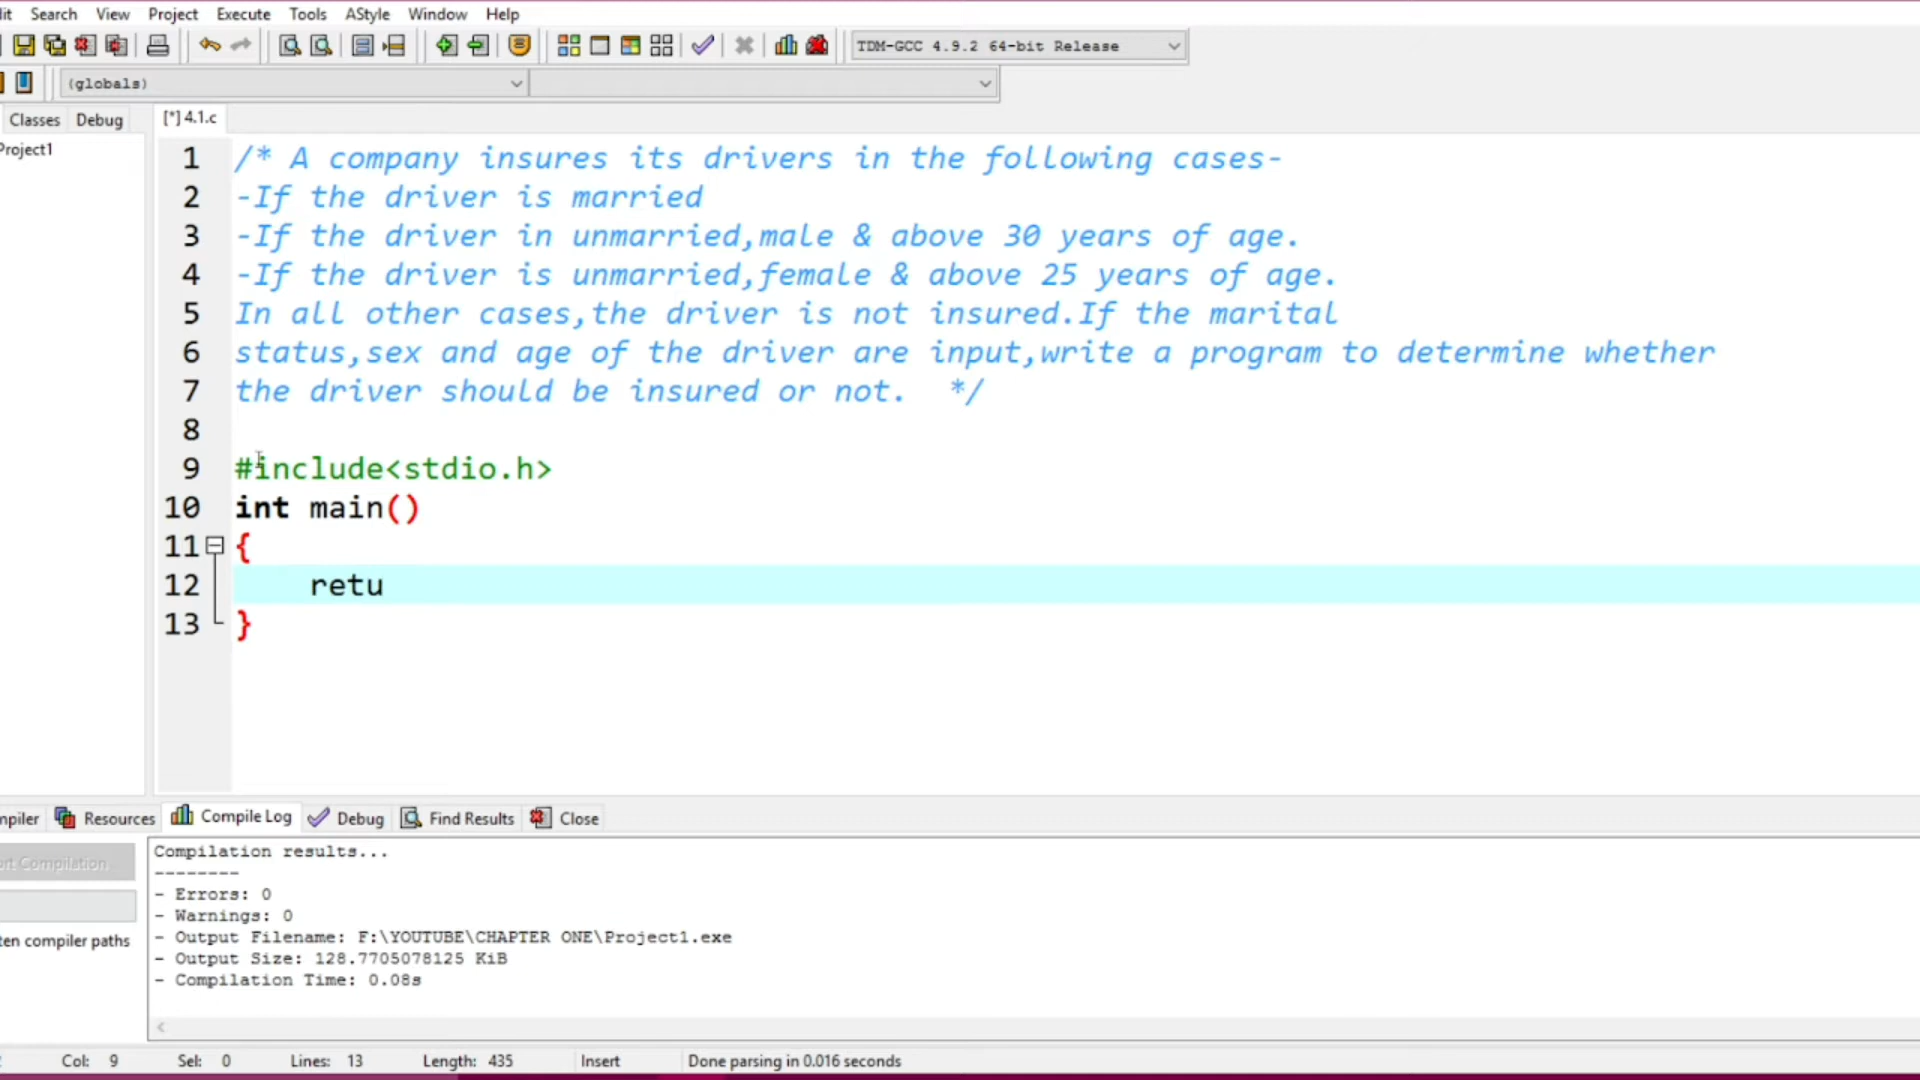 Search View Project Execute Tools AStyle Window Help
TDM-GCC 4.9.2 64-bit Release
(globals)
Classes Debug [*] 4.1.c
Project1
1 /* A company insures its drivers in the following cases-
2 -If the driver is married
3 -If the driver in unmarried,male & above 30 years of age.
4 -If the driver is unmarried,female & above 25 years of age.
5 In all other cases,the driver is not insured.If the marital
6 status,sex and age of the driver are input,write a program to determine whether
7 the driver should be insured or not. */
8
9 #include<stdio.h>
10 int main()
11 {
12 retu
13 }
Resources Compile Log Debug Find Results Close
Compilation results...
--------
- Errors: 0
- Warnings: 0
- Output Filename: F:\YOUTUBE\CHAPTER ONE\Project1.exe
- Output Size: 128.7705078125 KiB
- Compilation Time: 0.08s
Compilation
compiler paths
Col: 9 Sel: 0 Lines: 13 Length: 435 Insert Done parsing in 0.016 seconds